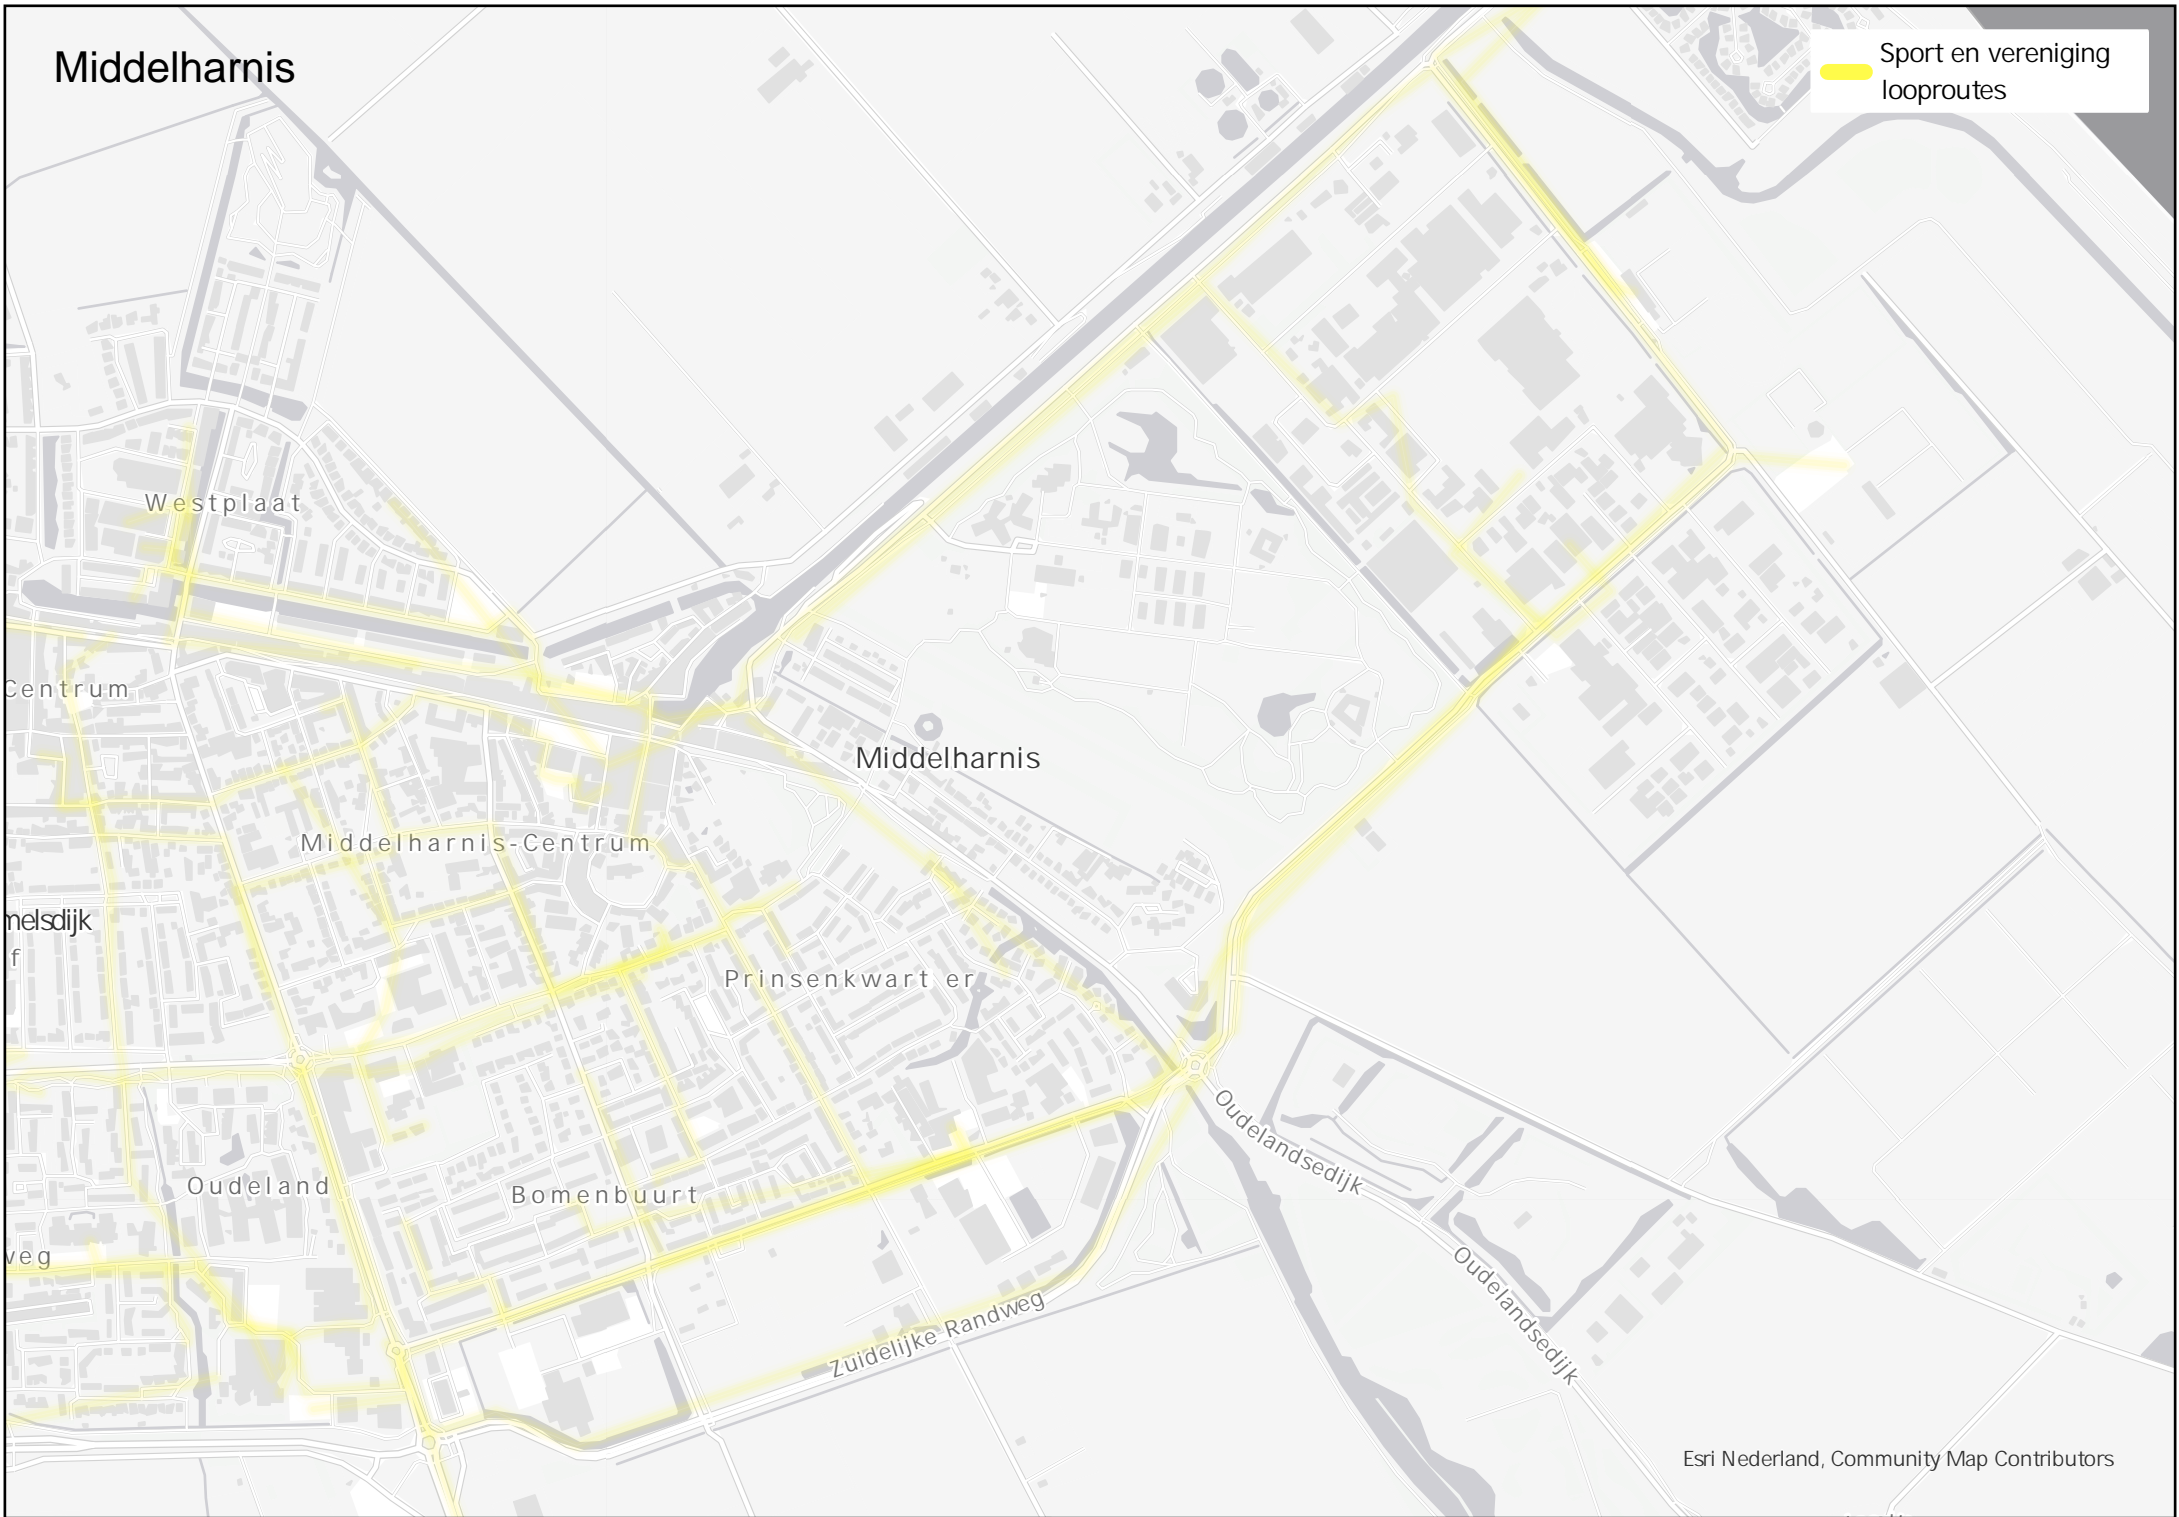 Middelharnis
Sport en vereniging
looproutes
Westplaat
Centrum
Middelharnis
Middelharnis-Centrum
melsdijk
f
Prinsenkwart er
Oudelandsedijk
Oudeland
Bomenbuurt
veg
Oudelandsedijk
Zuidelijke Randweg
Esri Nederland, Community Map Contributors